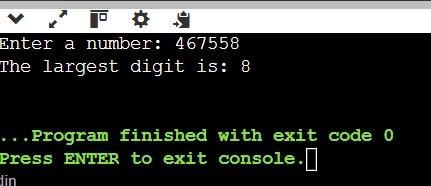 Enter a number: 467558
The largest digit is: 8
...Program finished with exit code 0
Press ENTER to exit console.
din